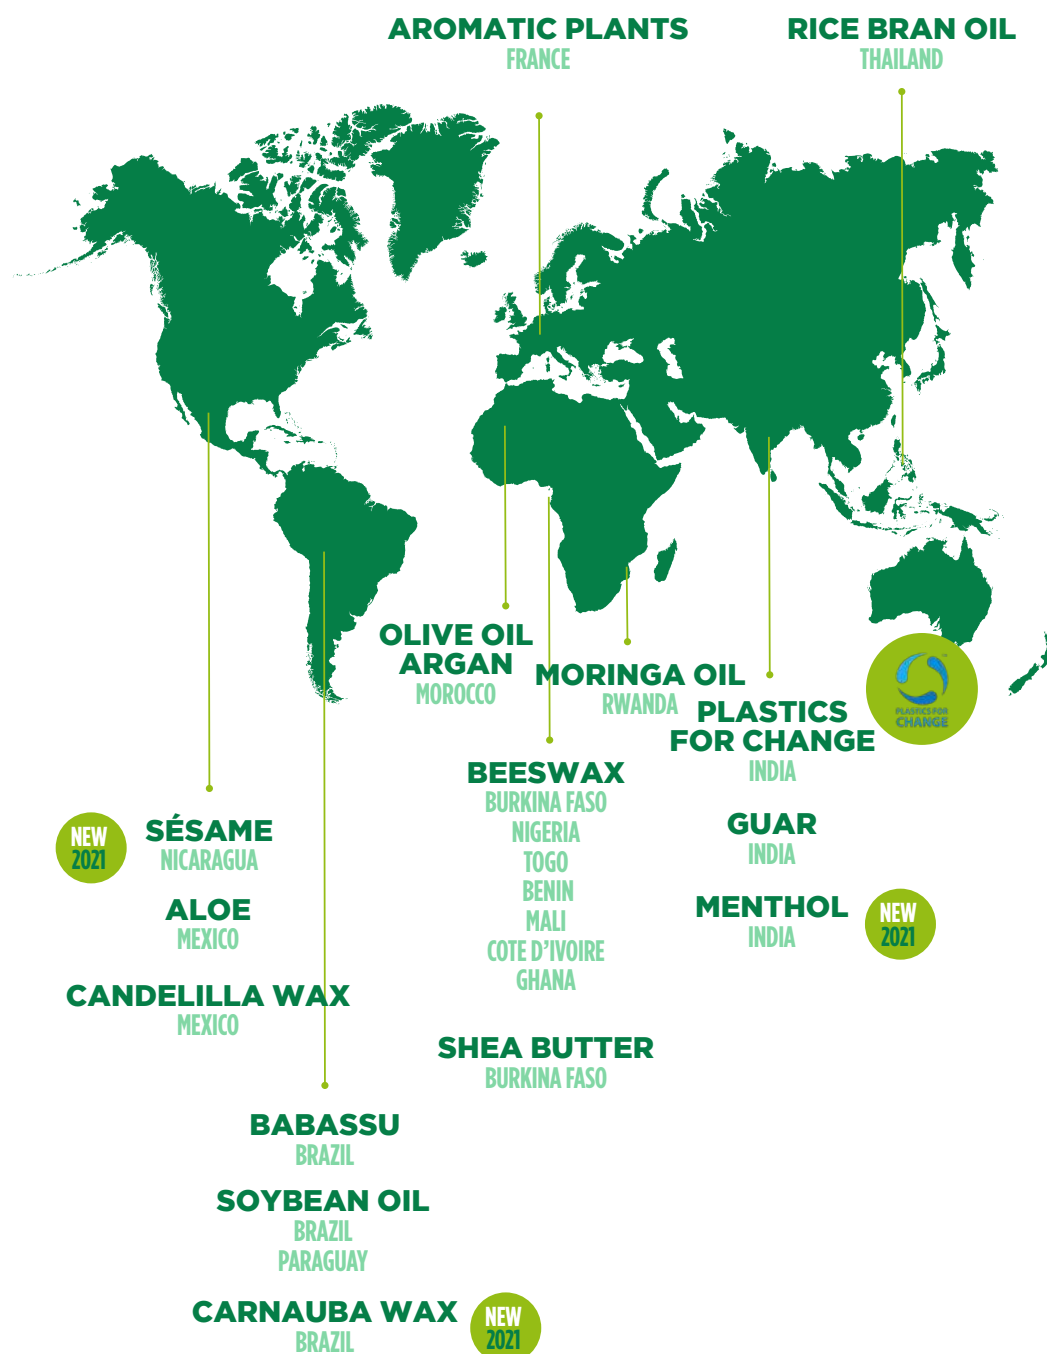 AROMATIC PLANTS
FRANCE
RICE BRAN OIL
THAILAND
OLIVE OIL
ARGAN
MOROCCO
MORINGA OIL
RWANDA
PLASTICS
FOR CHANGE
INDIA
PLASTICS FOR
CHANGE
BEESWAX
BURKINA FASO
NIGERIA
TOGO
BENIN
MALI
COTE D'IVOIRE
GHANA
GUAR
INDIA
NEW
2021
SÉSAME
NICARAGUA
ALOE
MEXICO
MENTHOL
INDIA
NEW
2021
CANDELILLA WAX
MEXICO
SHEA BUTTER
BURKINA FASO
BABASSU
BRAZIL
SOYBEAN OIL
BRAZIL
PARAGUAY
CARNAUBA WAX
BRAZIL
NEW
2021